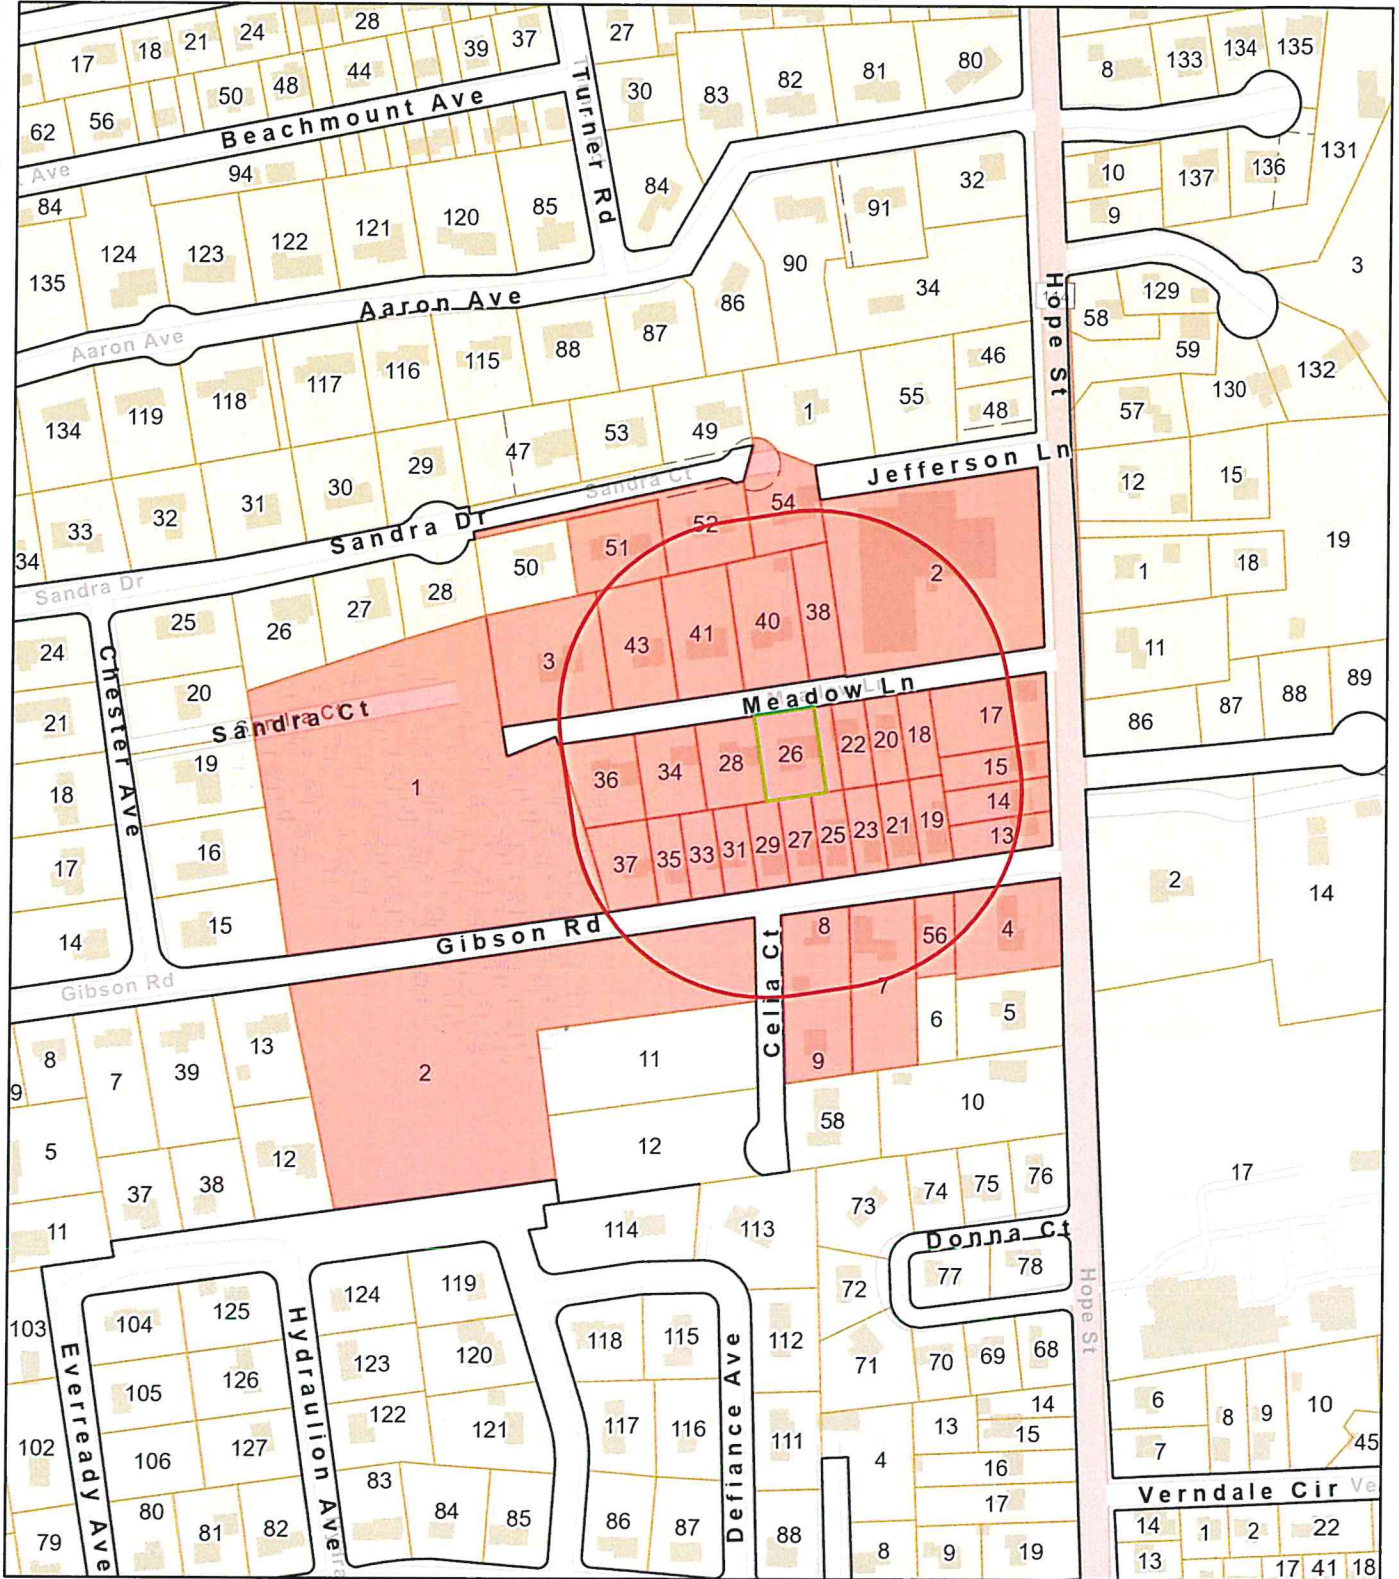 17 18 21 24 28 39 37 27
62 56 50 48 44 30 83 82 81 80
8 133 134 135
Beachmount Ave
Turner Rd
Ave
84 94 84 91 32
10 137 136 131
9
135 124 123 122 121 120 85
90 34 3
Aaron Ave
Aaron Ave
Hope St
86 87 88 115 116 117 118 119 134
58 129 59 130 132 57
46 48 55 1 49 53 47 29 30 31 32 33 34
Jefferson Ln
Sandra Ct
Sandra Dr
Sandra Dr
54 52 51 50 28 27 26 25
2
12 15 19
1 18
11
86 87 88 89
24 21 18 17 14
Chester Ave
20 19 16 15
Sandra Ct
1
3 43 41 40 38
Meadow Ln
36 34 28 26 22 20 18 17
15
14
13
37 35 33 31 29 27 25 23 21 19
Gibson Rd
Gibson Rd
Celia Ct
8 7 56 4
9 6 5
2 14
8 7 39 13
9 5 37 38 12 11
2
11
12
58 10
17
73 74 75 76
114 113
Donna Ct
77 78
72 71 70 69 68
Hope St
103 104 125
124 119
105 126 123 120
102 106 127 122 121
79 80 81 82 83 84 85
Everready Ave
Hydraulion Ave
118 115 112
117 116 111
86 87 88
Defiance Ave
4 13 14
15
16
17
8 9 19
6 8 9 10
7 45
Verndale Cir
14 1 2 22
13 17 41 18